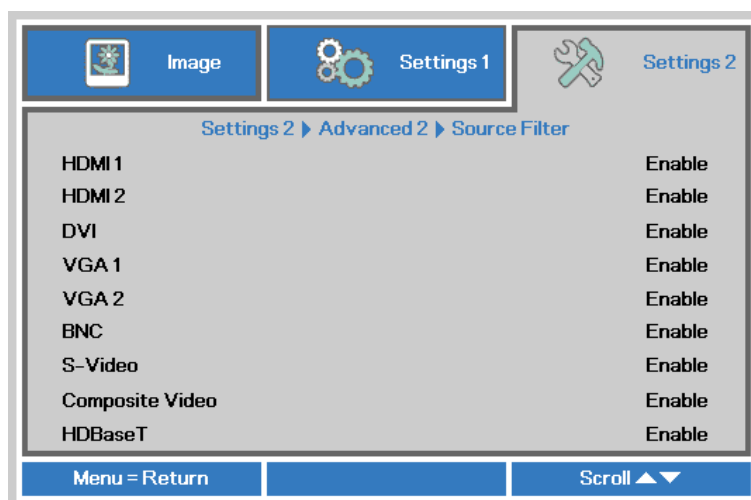 Image Settings 1 Settings 2
Settings 2 ▶ Advanced 2 ▶ Source Filter
HDMI 1 Enable
HDMI 2 Enable
DVI Enable
VGA 1 Enable
VGA 2 Enable
BNC Enable
S-Video Enable
Composite Video Enable
HDBaseT Enable
Menu = Return Scroll ▲▼